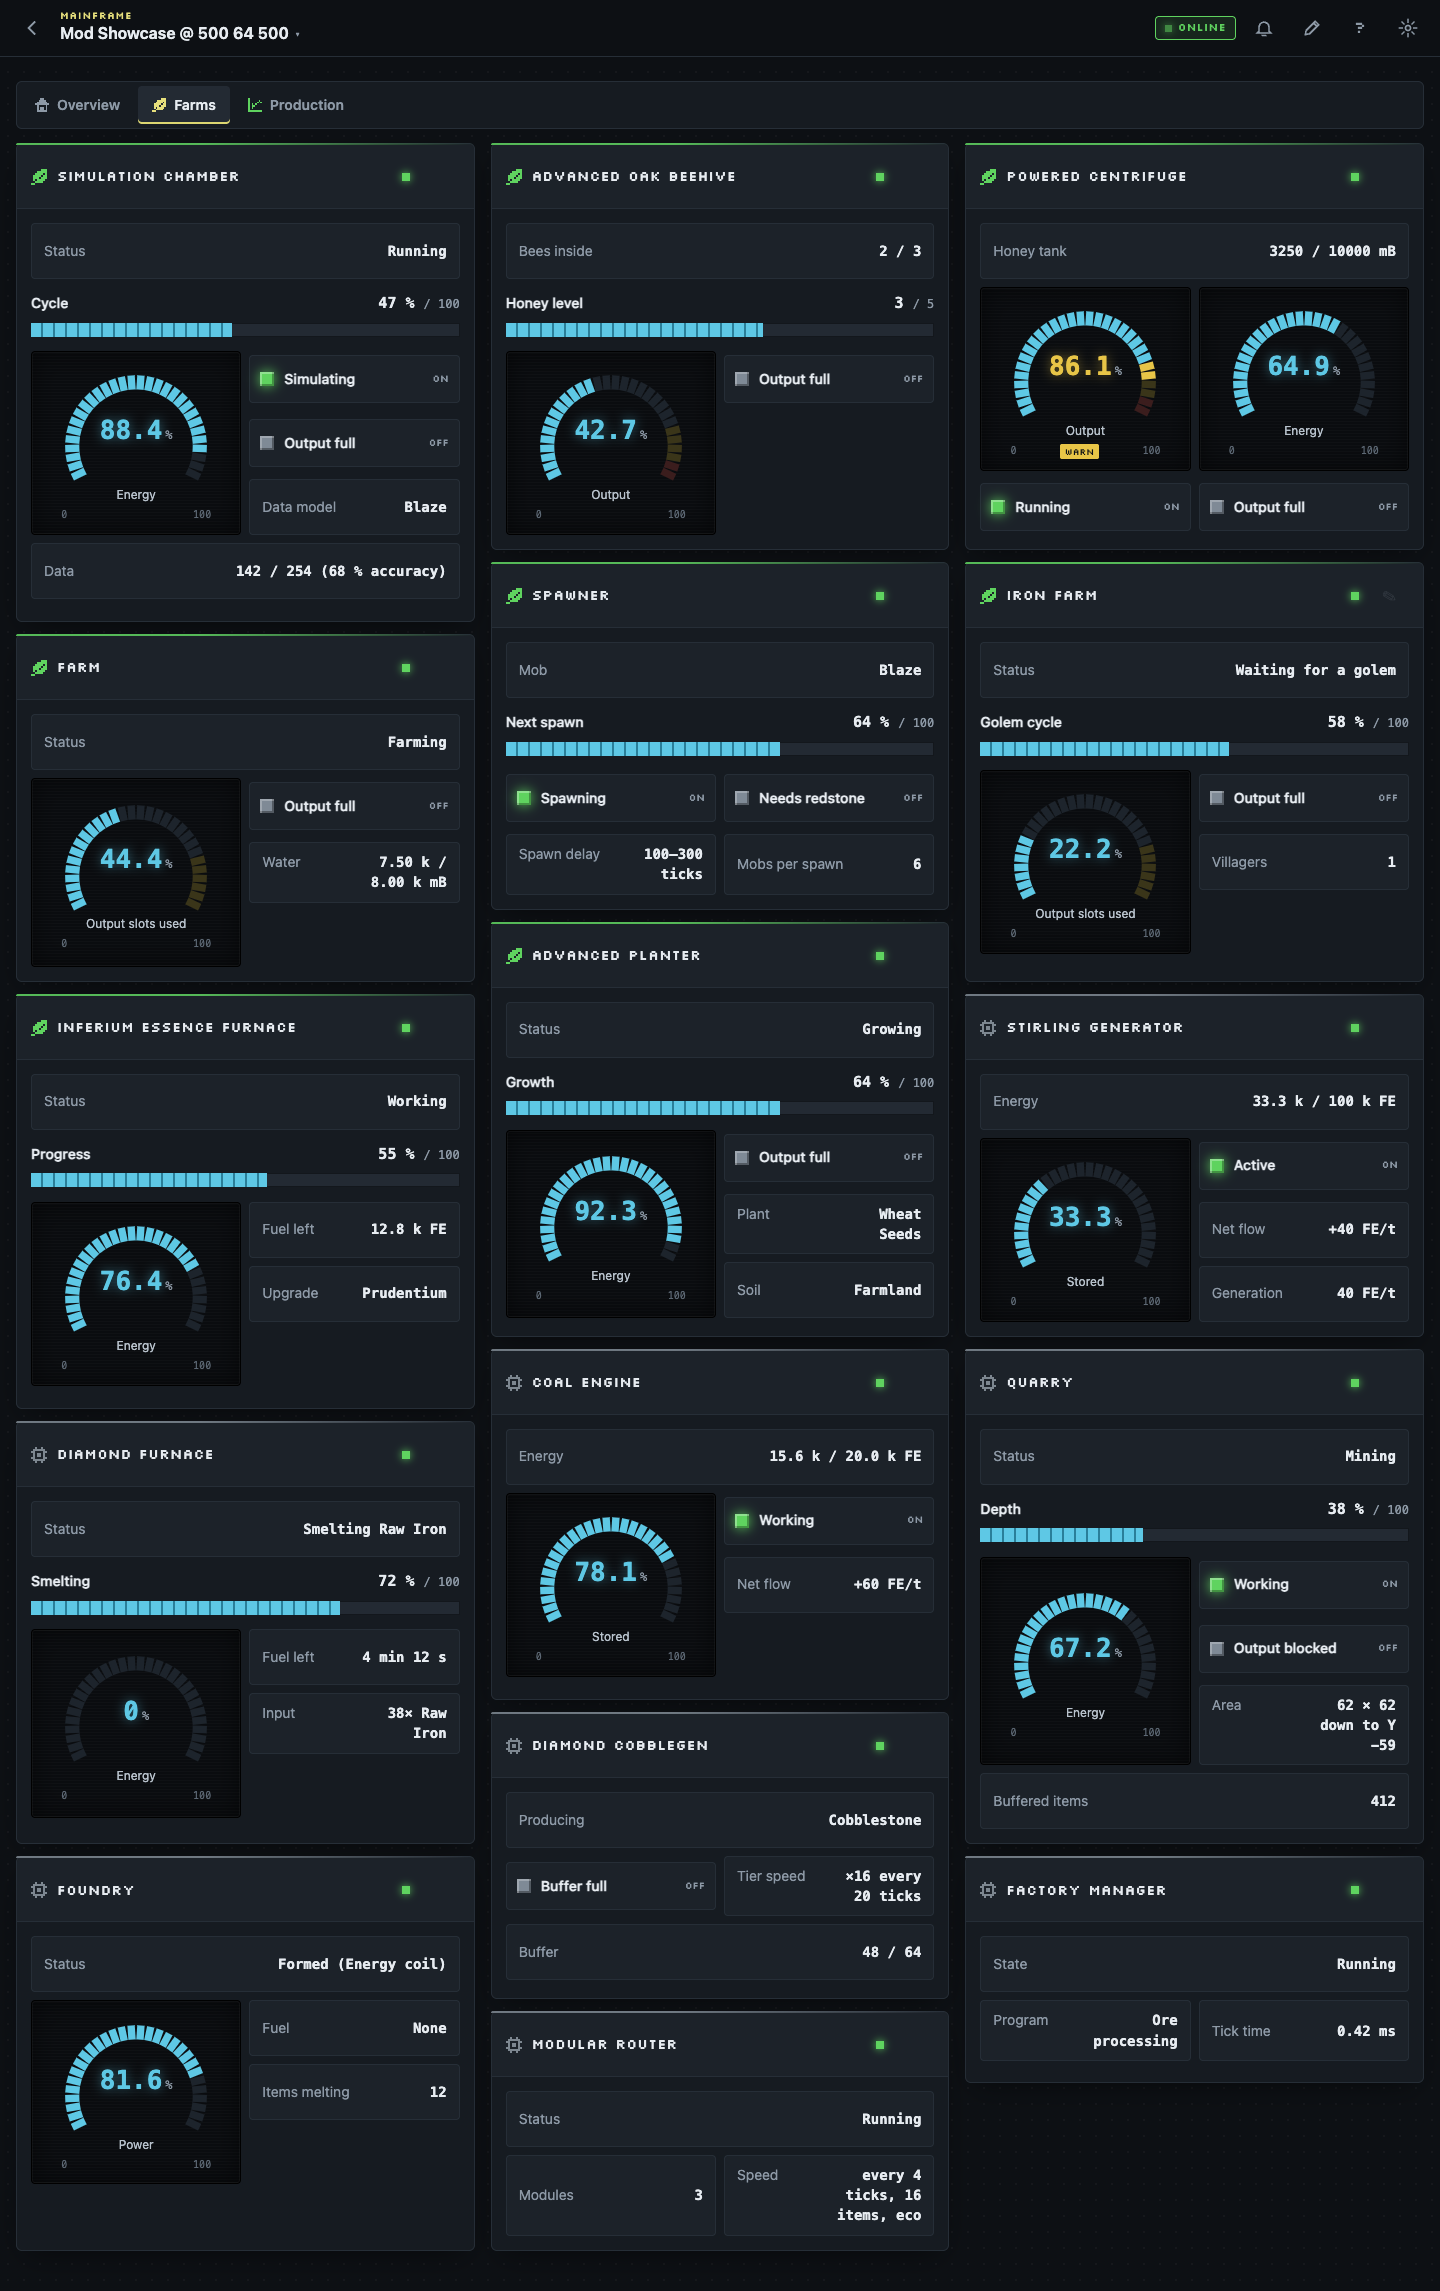 MAINFRAME
Mod Showcase @ 500 64 500
ONLINE
?
Overview
Farms
Production
SIMULATION CHAMBER
Status
Running
Cycle
47 % / 100
88.4%
Energy
0
100
Simulating
ON
Output full
OFF
Data model
Blaze
Data
142 / 254 (68 % accuracy)
FARM
Status
Farming
44.4%
Output slots used
0
100
Output full
OFF
Water
7.50 k /
8.00 k mB
INFERIUM ESSENCE FURNACE
Status
Working
Progress
55 % / 100
76.4%
Energy
0
100
Fuel left
12.8 k FE
Upgrade
Prudentium
DIAMOND FURNACE
Status
Smelting Raw Iron
Smelting
72 % / 100
0%
Energy
0
100
Fuel left
4 min 12 s
Input
38× Raw
Iron
FOUNDRY
Status
Formed (Energy coil)
81.6%
Power
0
100
Fuel
None
Items melting
12
ADVANCED OAK BEEHIVE
Bees inside
2 / 3
Honey level
3 / 5
42.7%
Output
0
100
Output full
OFF
SPAWNER
Mob
Blaze
Next spawn
64 % / 100
Spawning
ON
Needs redstone
OFF
Spawn delay
100–300
ticks
Mobs per spawn
6
ADVANCED PLANTER
Status
Growing
Growth
64 % / 100
92.3%
Energy
0
100
Output full
OFF
Plant
Wheat
Seeds
Soil
Farmland
COAL ENGINE
Energy
15.6 k / 20.0 k FE
78.1%
Stored
0
100
Working
ON
Net flow
+60 FE/t
DIAMOND COBBLEGEN
Producing
Cobblestone
Buffer full
OFF
Tier speed
×16 every
20 ticks
Buffer
48 / 64
MODULAR ROUTER
Status
Running
Modules
3
Speed
every 4
ticks, 16
items, eco
POWERED CENTRIFUGE
Honey tank
3250 / 10000 mB
86.1%
Output
0
WARN
100
64.9%
Energy
0
100
Running
ON
Output full
OFF
IRON FARM
Status
Waiting for a golem
Golem cycle
58 % / 100
22.2%
Output slots used
0
100
Output full
OFF
Villagers
1
STIRLING GENERATOR
Energy
33.3 k / 100 k FE
33.3%
Stored
0
100
Active
ON
Net flow
+40 FE/t
Generation
40 FE/t
QUARRY
Status
Mining
Depth
38 % / 100
67.2%
Energy
0
100
Working
ON
Output blocked
OFF
Area
62 × 62
down to Y
−59
Buffered items
412
FACTORY MANAGER
State
Running
Program
Ore
processing
Tick time
0.42 ms